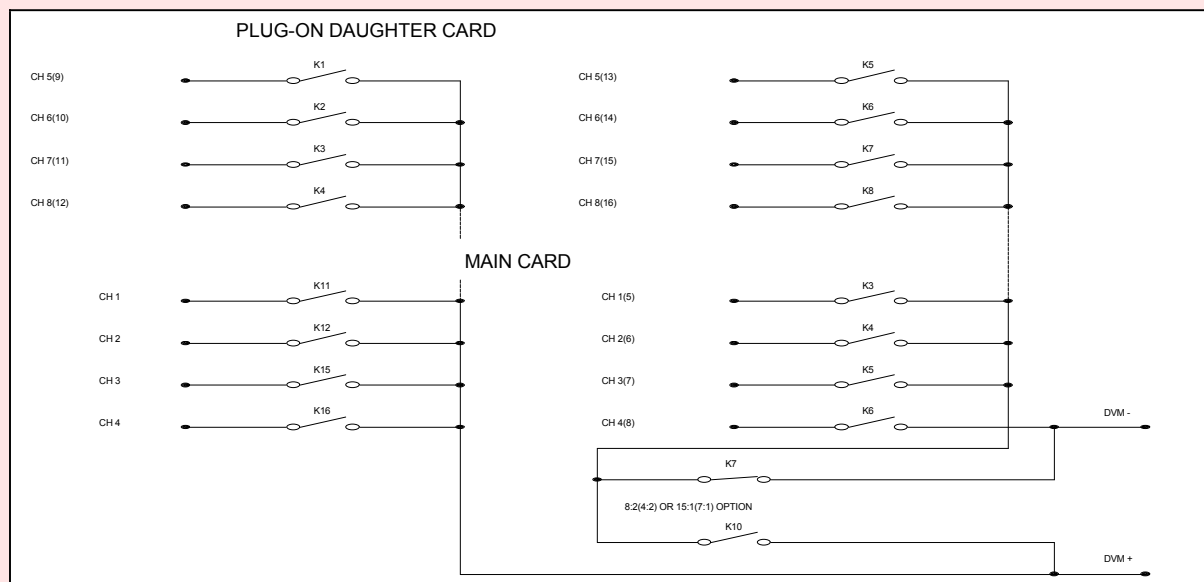 PLUG-ON DAUGHTER CARD
K1
K5
CH 5(9)
CH 5(13)
K2
K6
CH 6(10)
CH 6(14)
K3
K7
CH 7(11)
CH 7(15)
K4
K8
CH 8(12)
CH 8(16)
MAIN CARD
K11
K3
CH 1
CH 1(5)
K12
K4
CH 2
CH 2(6)
K15
K5
CH 3
CH 3(7)
K16
K6
CH 4
CH 4(8)
DVM -
K7
8:2(4:2) OR 15:1(7:1) OPTION
K10
DVM +